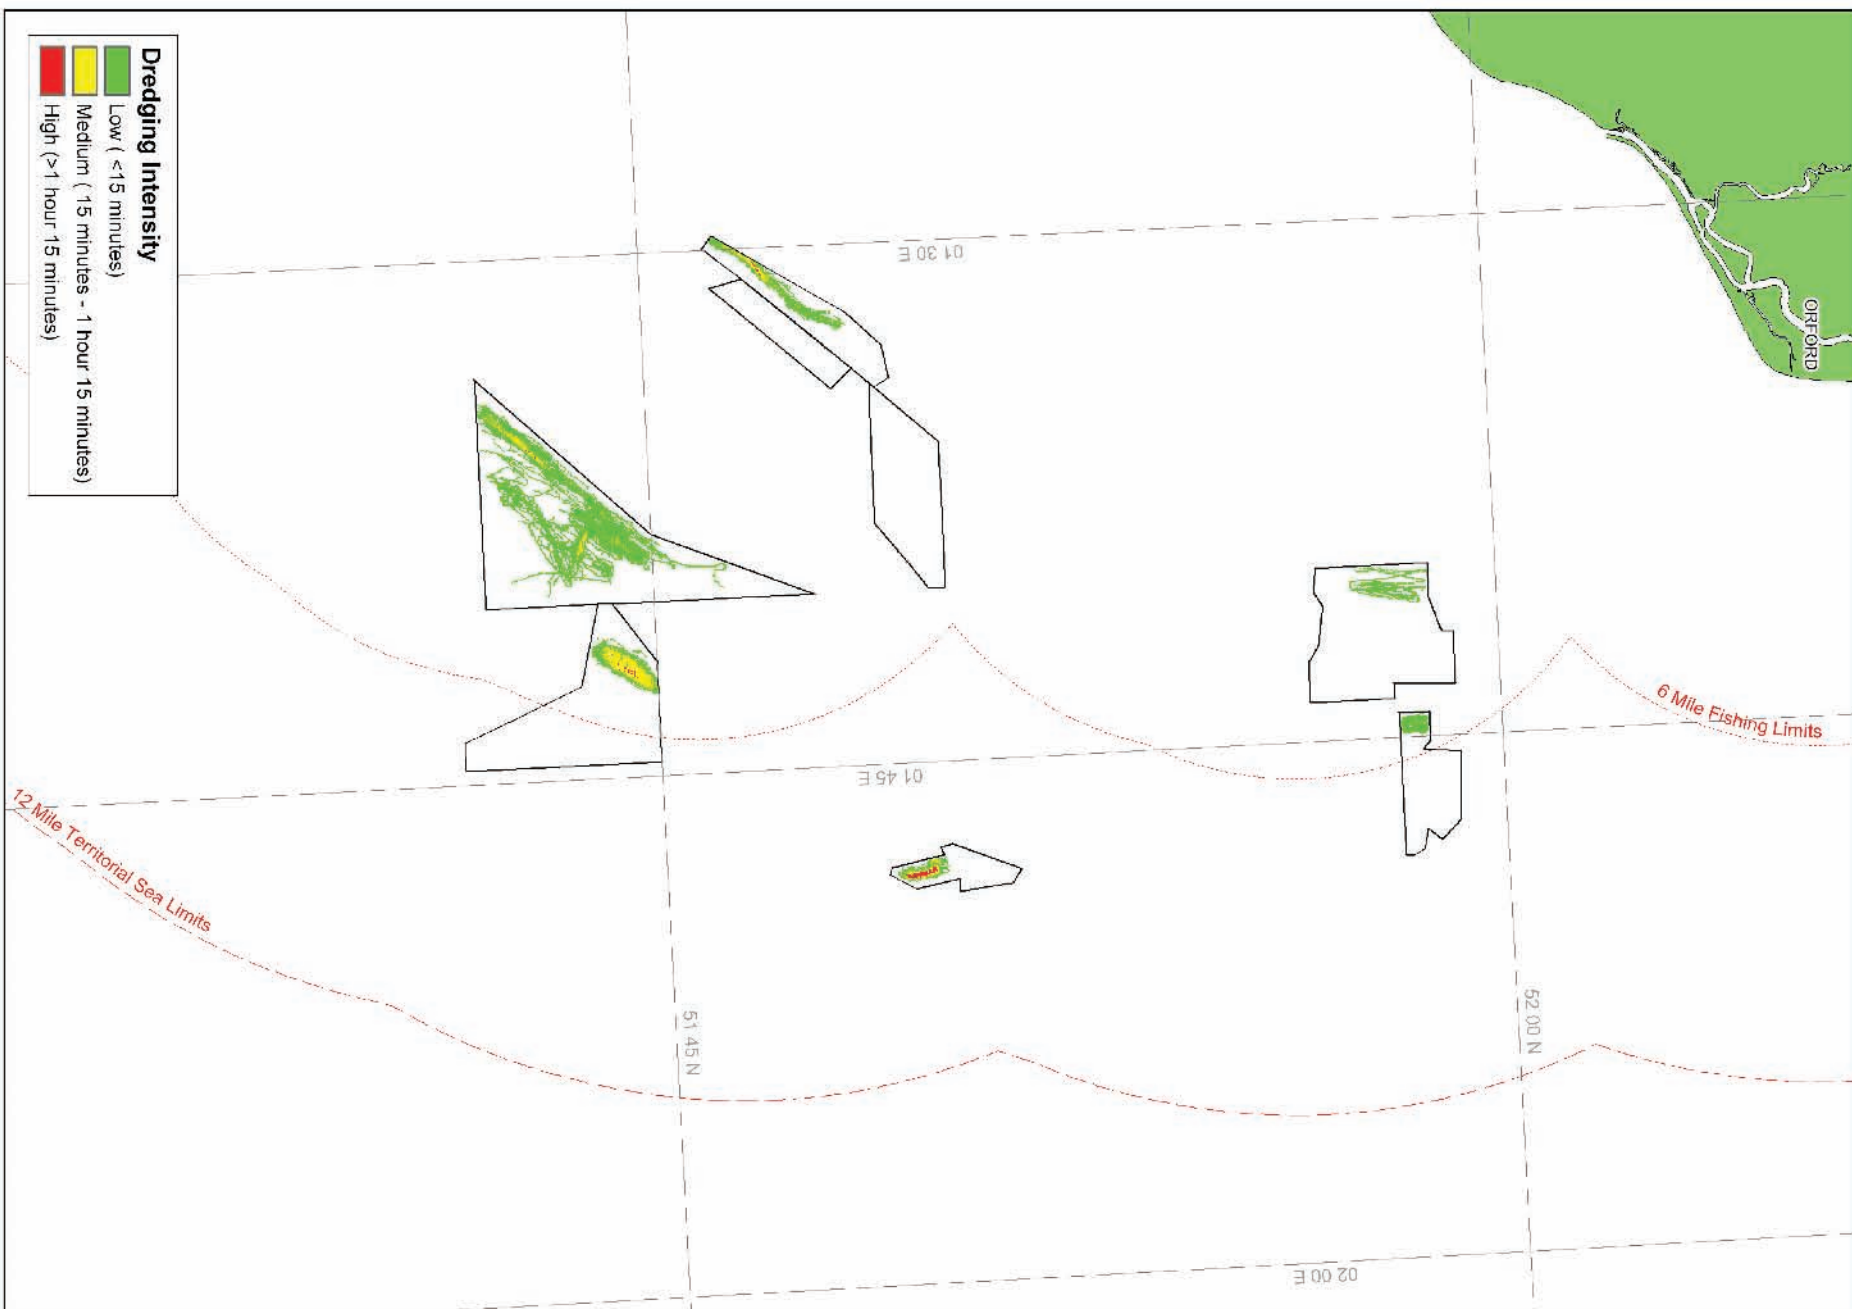 Dredging Intensity
Low ( <15 minutes)
Medium ( 15 minutes - 1 hour 15 minutes)
High (>1 hour 15 minutes)
ORFORD
01 30 E
6 Mile Fishing Limits
01 45 E
12 Mile Territorial Sea Limits
51 45 N
52 00 N
02 00 E